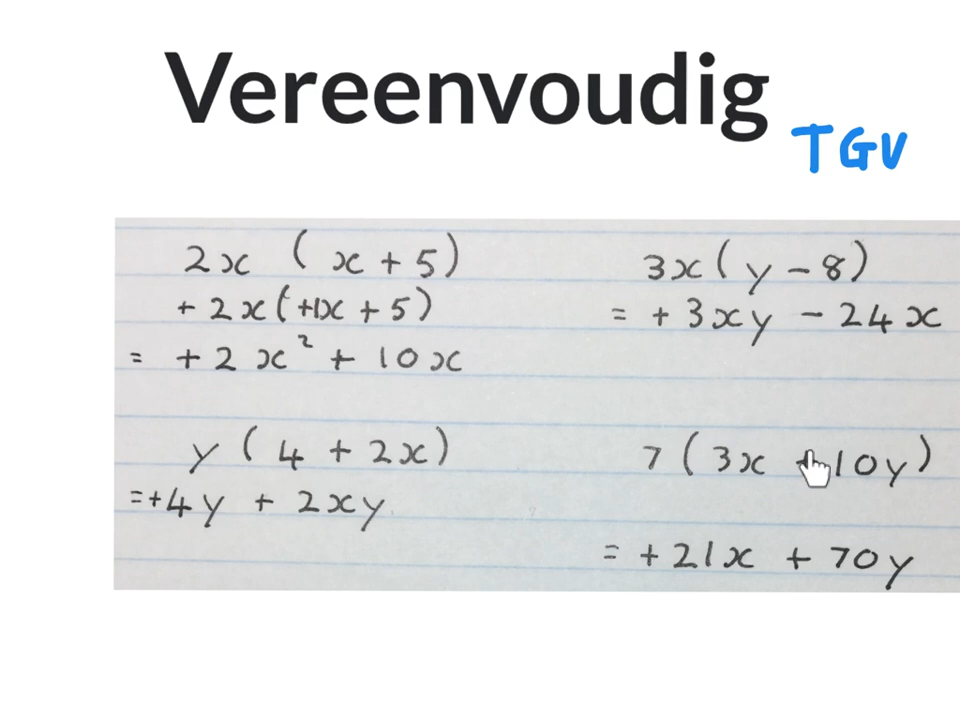 Vereenvoudig
TGV
2x (x + 5)
+ 2x(+1x + 5)
= + 2x² + 10x
3x(y - 8)
= + 3xy - 24x
y (4 + 2x)
= +4y + 2xy
7 (3x 10y)
= + 21x + 70y